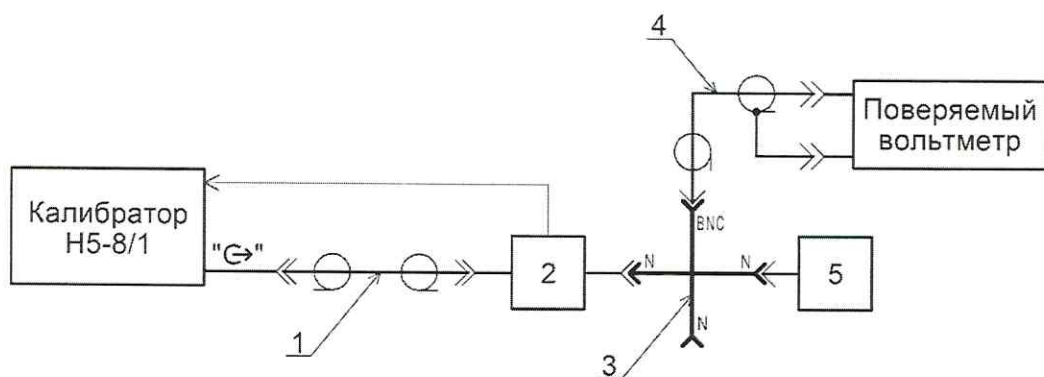 4
Поверяемый
вольтметр
Калибратор
Н5-8/1
"G→"
BNC
2
N
N
5
N
1
3